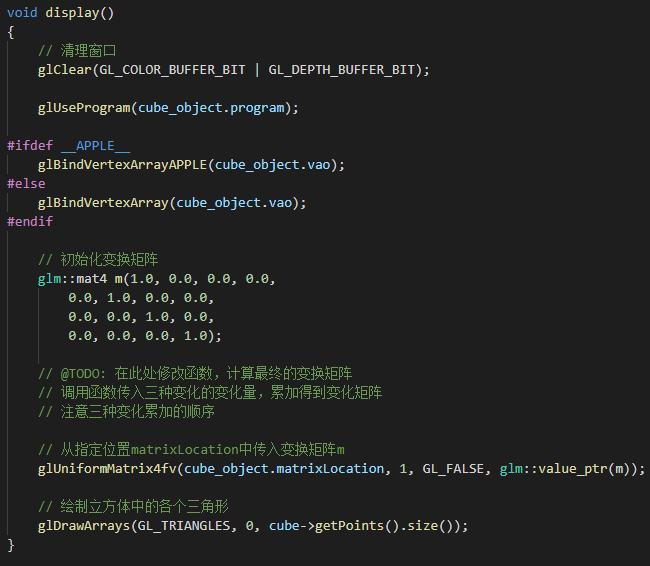 void display()
{
    // 清理窗口
    glClear(GL_COLOR_BUFFER_BIT | GL_DEPTH_BUFFER_BIT);

    glUseProgram(cube_object.program);

#ifdef __APPLE__
    glBindVertexArrayAPPLE(cube_object.vao);
#else
    glBindVertexArray(cube_object.vao);
#endif

    // 初始化变换矩阵
    glm::mat4 m(1.0, 0.0, 0.0, 0.0,
        0.0, 1.0, 0.0, 0.0,
        0.0, 0.0, 1.0, 0.0,
        0.0, 0.0, 0.0, 1.0);

    // @TODO: 在此处修改函数，计算最终的变换矩阵
    // 调用函数传入三种变化的变化量，累加得到变化矩阵
    // 注意三种变化累加的顺序

    // 从指定位置matrixLocation中传入变换矩阵m
    glUniformMatrix4fv(cube_object.matrixLocation, 1, GL_FALSE, glm::value_ptr(m));

    // 绘制立方体中的各个三角形
    glDrawArrays(GL_TRIANGLES, 0, cube->getPoints().size());
}